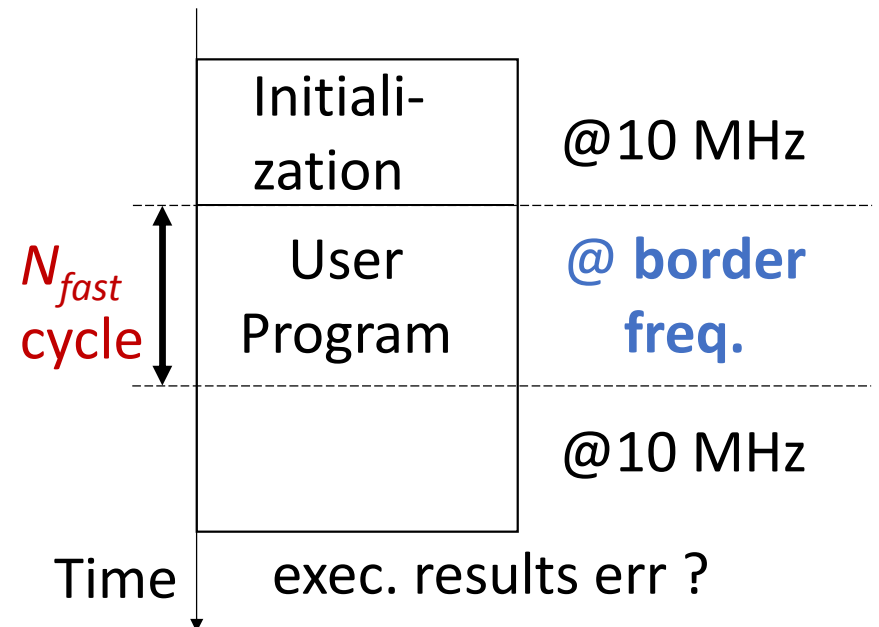 Initiali-
zation
@10 MHz
N_fast
cycle
User
Program
@ border
freq.
@10 MHz
Time
exec. results err ?